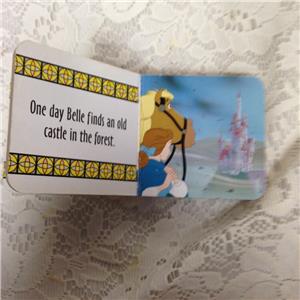 One day Belle finds an old
castle in the forest.